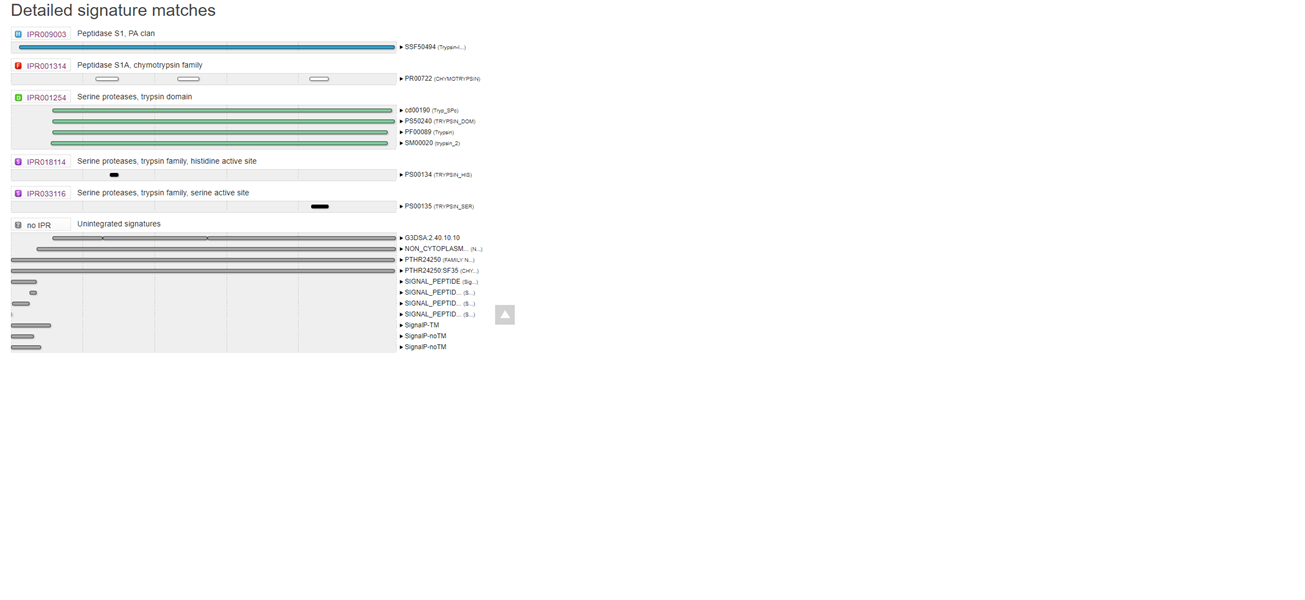 Detailed signature matches
H IPR009003 Peptidase S1, PA clan
SSF50494 (Trypsin-l...)
F IPR001314 Peptidase S1A, chymotrypsin family
PR00722 (CHYMOTRYPSIN)
D IPR001254 Serine proteases, trypsin domain
cd00190 (Tryp_SPc)
PS50240 (TRYPSIN_DOM)
PF00089 (Trypsin)
SM00020 (trypsin_2)
S IPR018114 Serine proteases, trypsin family, histidine active site
PS00134 (TRYPSIN_HIS)
S IPR033116 Serine proteases, trypsin family, serine active site
PS00135 (TRYPSIN_SER)
? no IPR Unintegrated signatures
G3DSA:2.40.10.10
NON_CYTOPLASM... (N...)
PTHR24250 (FAMILY N...)
PTHR24250:SF35 (CHY...)
SIGNAL_PEPTIDE (Sig...)
SIGNAL_PEPTID... (S...)
SIGNAL_PEPTID... (S...)
SIGNAL_PEPTID... (S...)
SignalP-TM
SignalP-noTM
SignalP-noTM